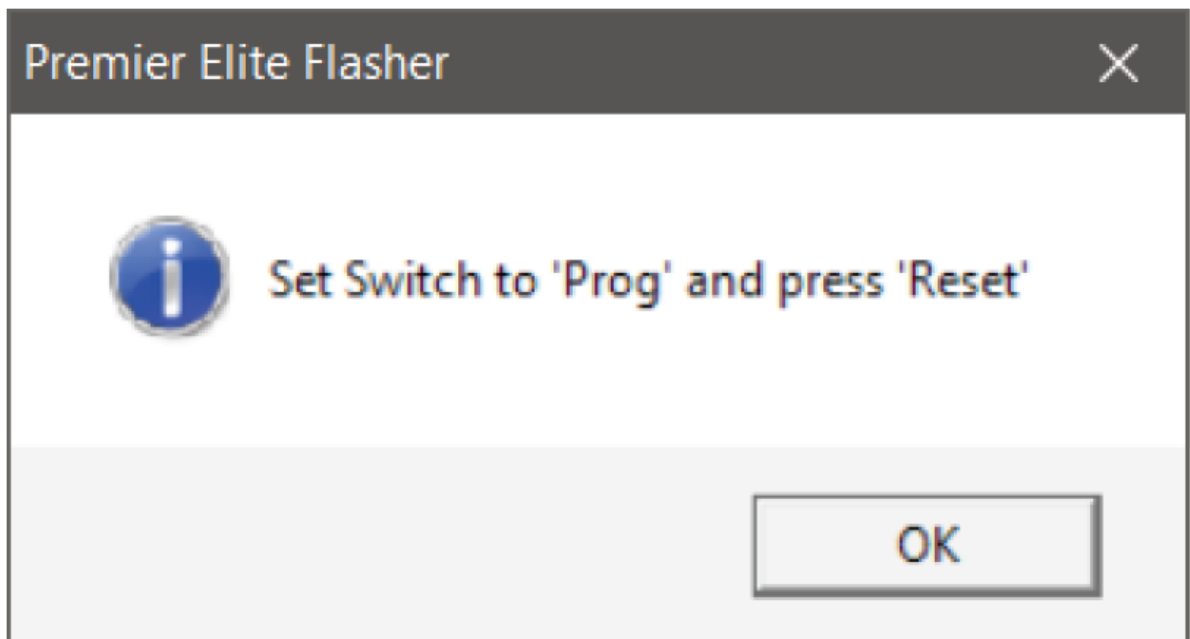 Premier Elite Flasher
Set Switch to 'Prog' and press 'Reset'
OK